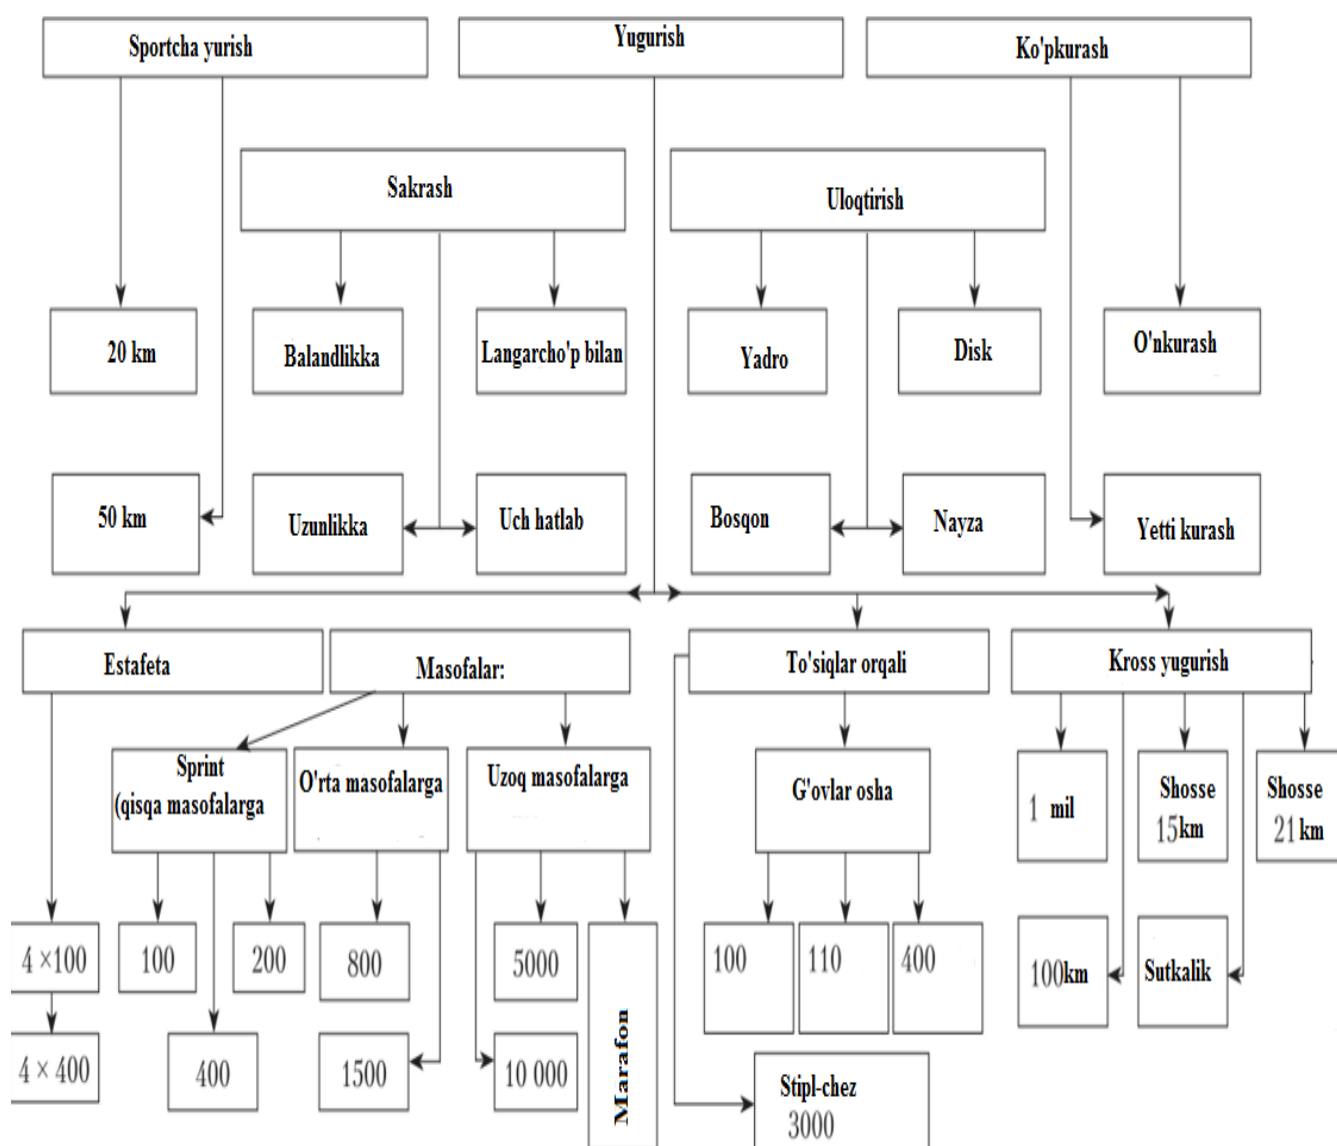 Sportcha yurish
Yugurish
Ko'pkurash
Sakrash
Uloqtirish
20 km
Balandlikka
Langarcho'p bilan
Yadro
Disk
O'nkurash
50 km
Uzunlikka
Uch hatlab
Bosqon
Nayza
Yetti kurash
Estafeta
Masofalar:
To'siqlar orqali
Kross yugurish
Sprint
(qisqa masofalarga
O'rta masofalarga
Uzoq masofalarga
G'ovlar osha
1 mil
Shosse
15km
Shosse
21 km
4 ×100
100
200
800
5000
100
110
400
100km
Sutkalik
4 × 400
400
1500
10 000
Marafon
Stipl-chez
3000